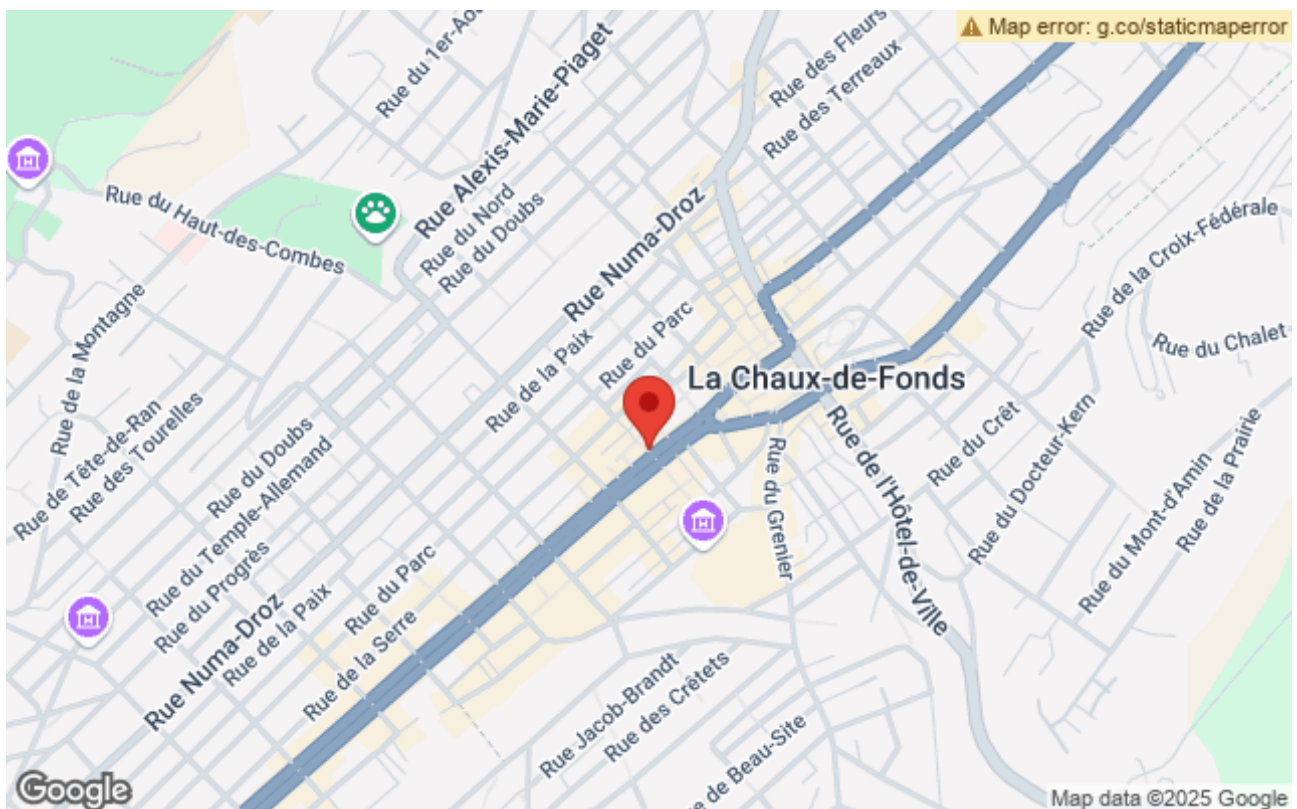 Map error: g.co/staticmaperror
Rue du 1er-Aoû
Rue Alexis-Marie-Piaget
Rue des Fleurs
Rue des Terreaux
Rue du Haut-des-Combes
Rue du Nord
Rue du Doubs
Rue Numa-Droz
Rue de la Croix-Fédérale
Rue de la Montagne
Rue du Parc
Rue de la Paix
Rue du Chalet
La Chaux-de-Fonds
Rue de Tête-de-Ran
Rue des Tourelles
Rue du Doubs
Rue du Temple-Allemand
Rue du Progrès
Rue Numa-Droz
Rue de la Paix
Rue du Parc
Rue de la Serre
Rue du Grenier
Rue de l'Hôtel-de-Ville
Rue du Crêt
Rue du Docteur-Kern
Rue du Mont-d'Amin
Rue de la Prairie
Rue Jacob-Brandt
Rue des Crêtets
e de Beau-Site
Google
Map data ©2025 Google